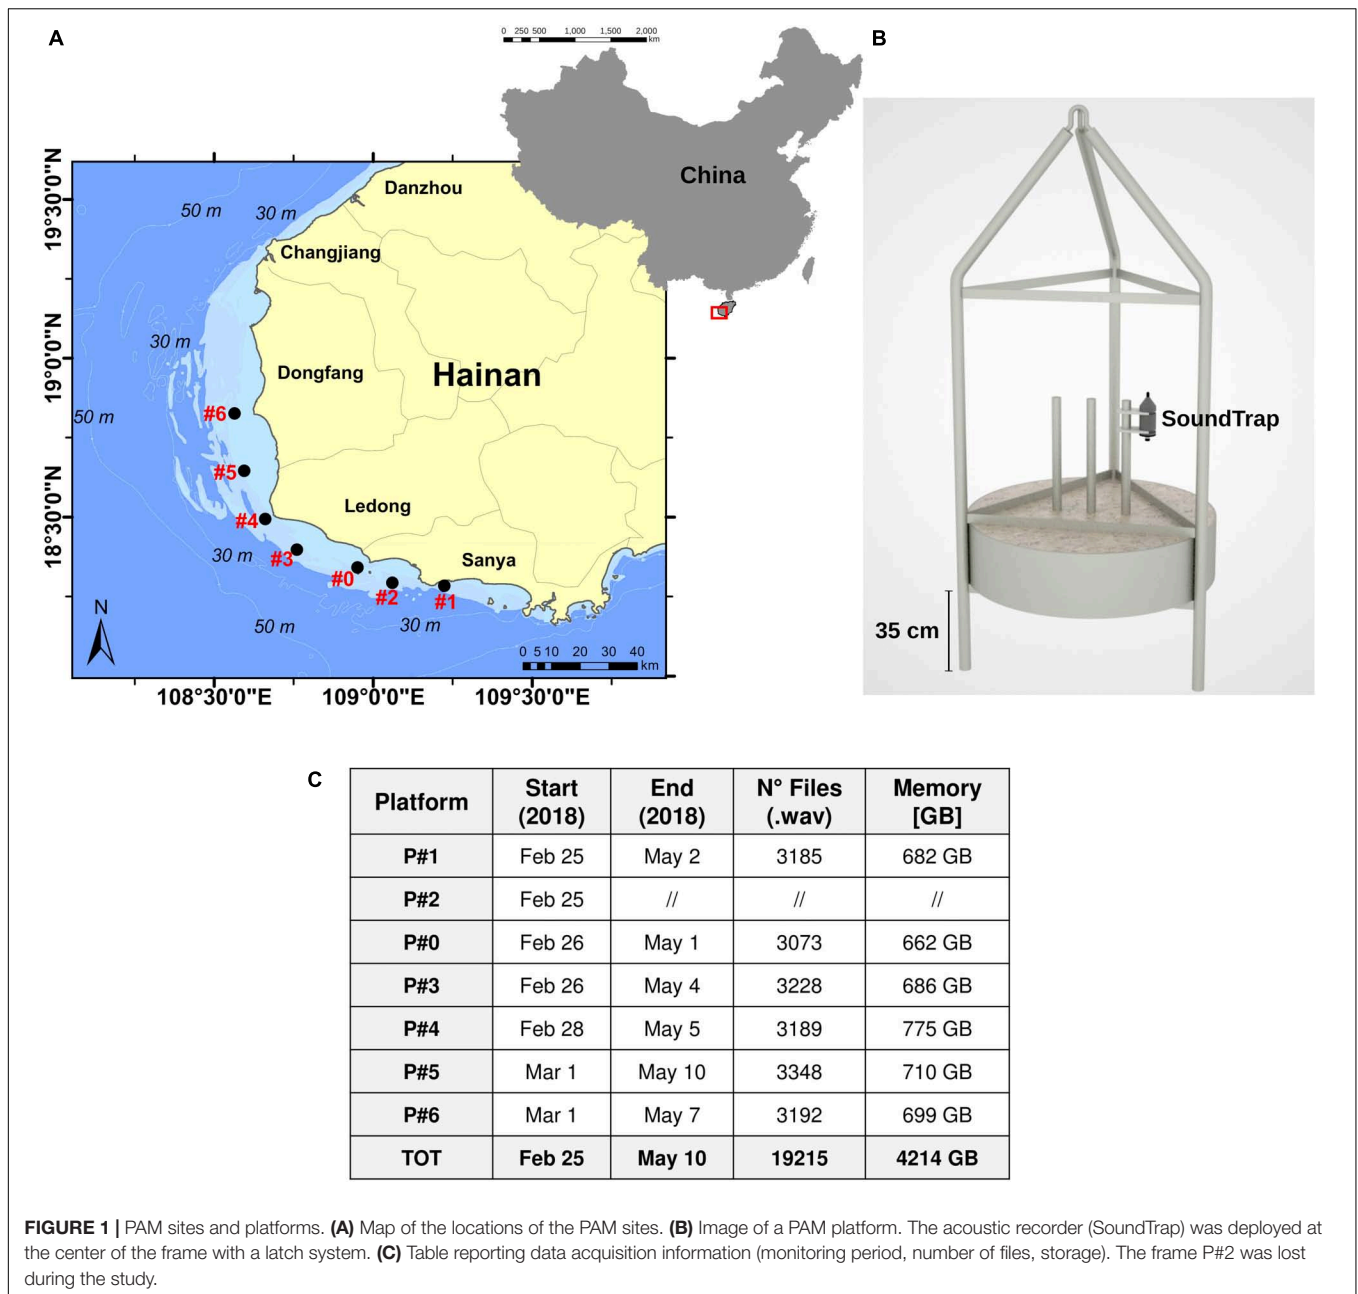 A
0 250 500 1,000 1,500 2,000
km
B
China
19°30'0"N
19°0'0"N
18°30'0"N
Danzhou
50 m
30 m
Changjiang
30 m
Dongfang
Hainan
50 m
#6
#5
Ledong
#4
#3
30 m
Sanya
#0
#2
#1
50 m
30 m
N
0 5 10 20 30 40
km
108°30'0"E 109°0'0"E 109°30'0"E
SoundTrap
35 cm
C
Platform Start (2018) End (2018) N° Files (.wav) Memory [GB]
P#1 Feb 25 May 2 3185 682 GB
P#2 Feb 25 // // //
P#0 Feb 26 May 1 3073 662 GB
P#3 Feb 26 May 4 3228 686 GB
P#4 Feb 28 May 5 3189 775 GB
P#5 Mar 1 May 10 3348 710 GB
P#6 Mar 1 May 7 3192 699 GB
TOT Feb 25 May 10 19215 4214 GB
FIGURE 1 | PAM sites and platforms. (A) Map of the locations of the PAM sites. (B) Image of a PAM platform. The acoustic recorder (SoundTrap) was deployed at
the center of the frame with a latch system. (C) Table reporting data acquisition information (monitoring period, number of files, storage). The frame P#2 was lost
during the study.